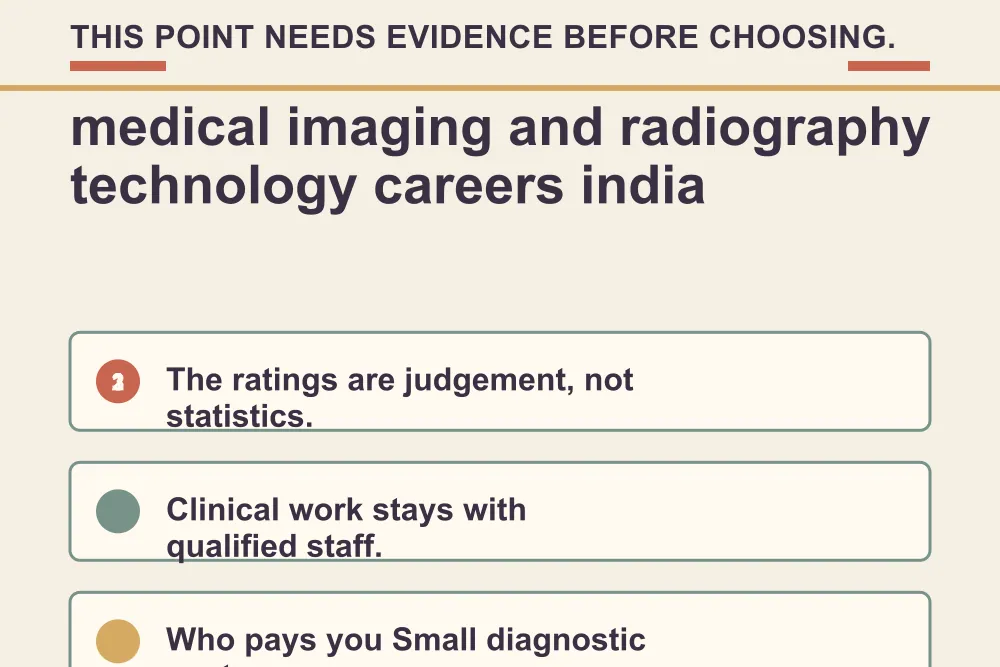 THIS POINT NEEDS EVIDENCE BEFORE CHOOSING.
medical imaging and radiography
technology careers india
The ratings are judgement, not
statistics.
Clinical work stays with
qualified staff.
Who pays you Small diagnostic